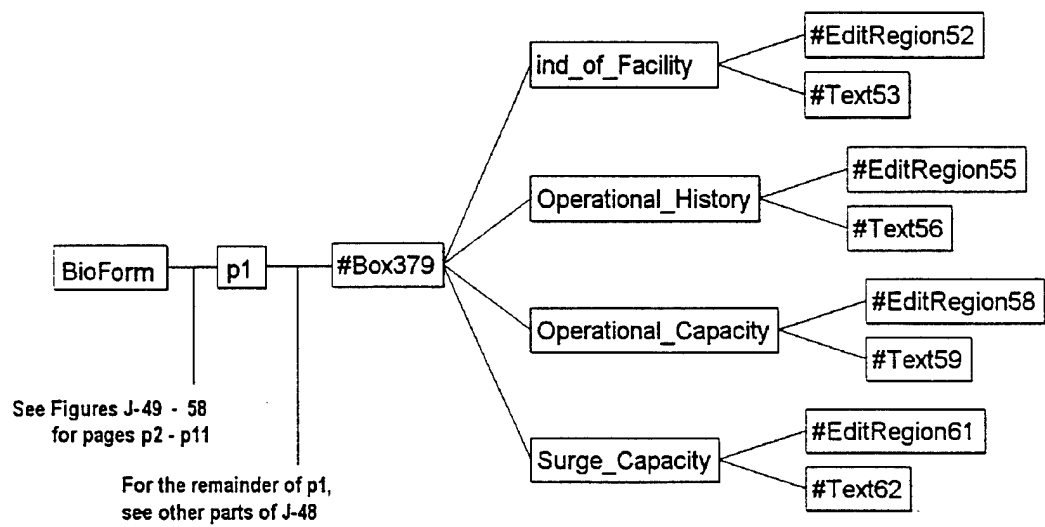 #EditRegion52
ind_of_Facility
#Text53
#EditRegion55
Operational_History
#Text56
BioForm
p1
#Box379
#EditRegion58
Operational_Capacity
#Text59
See Figures J-49 - 58
for pages p2 - p11
#EditRegion61
Surge_Capacity
#Text62
For the remainder of p1,
see other parts of J-48